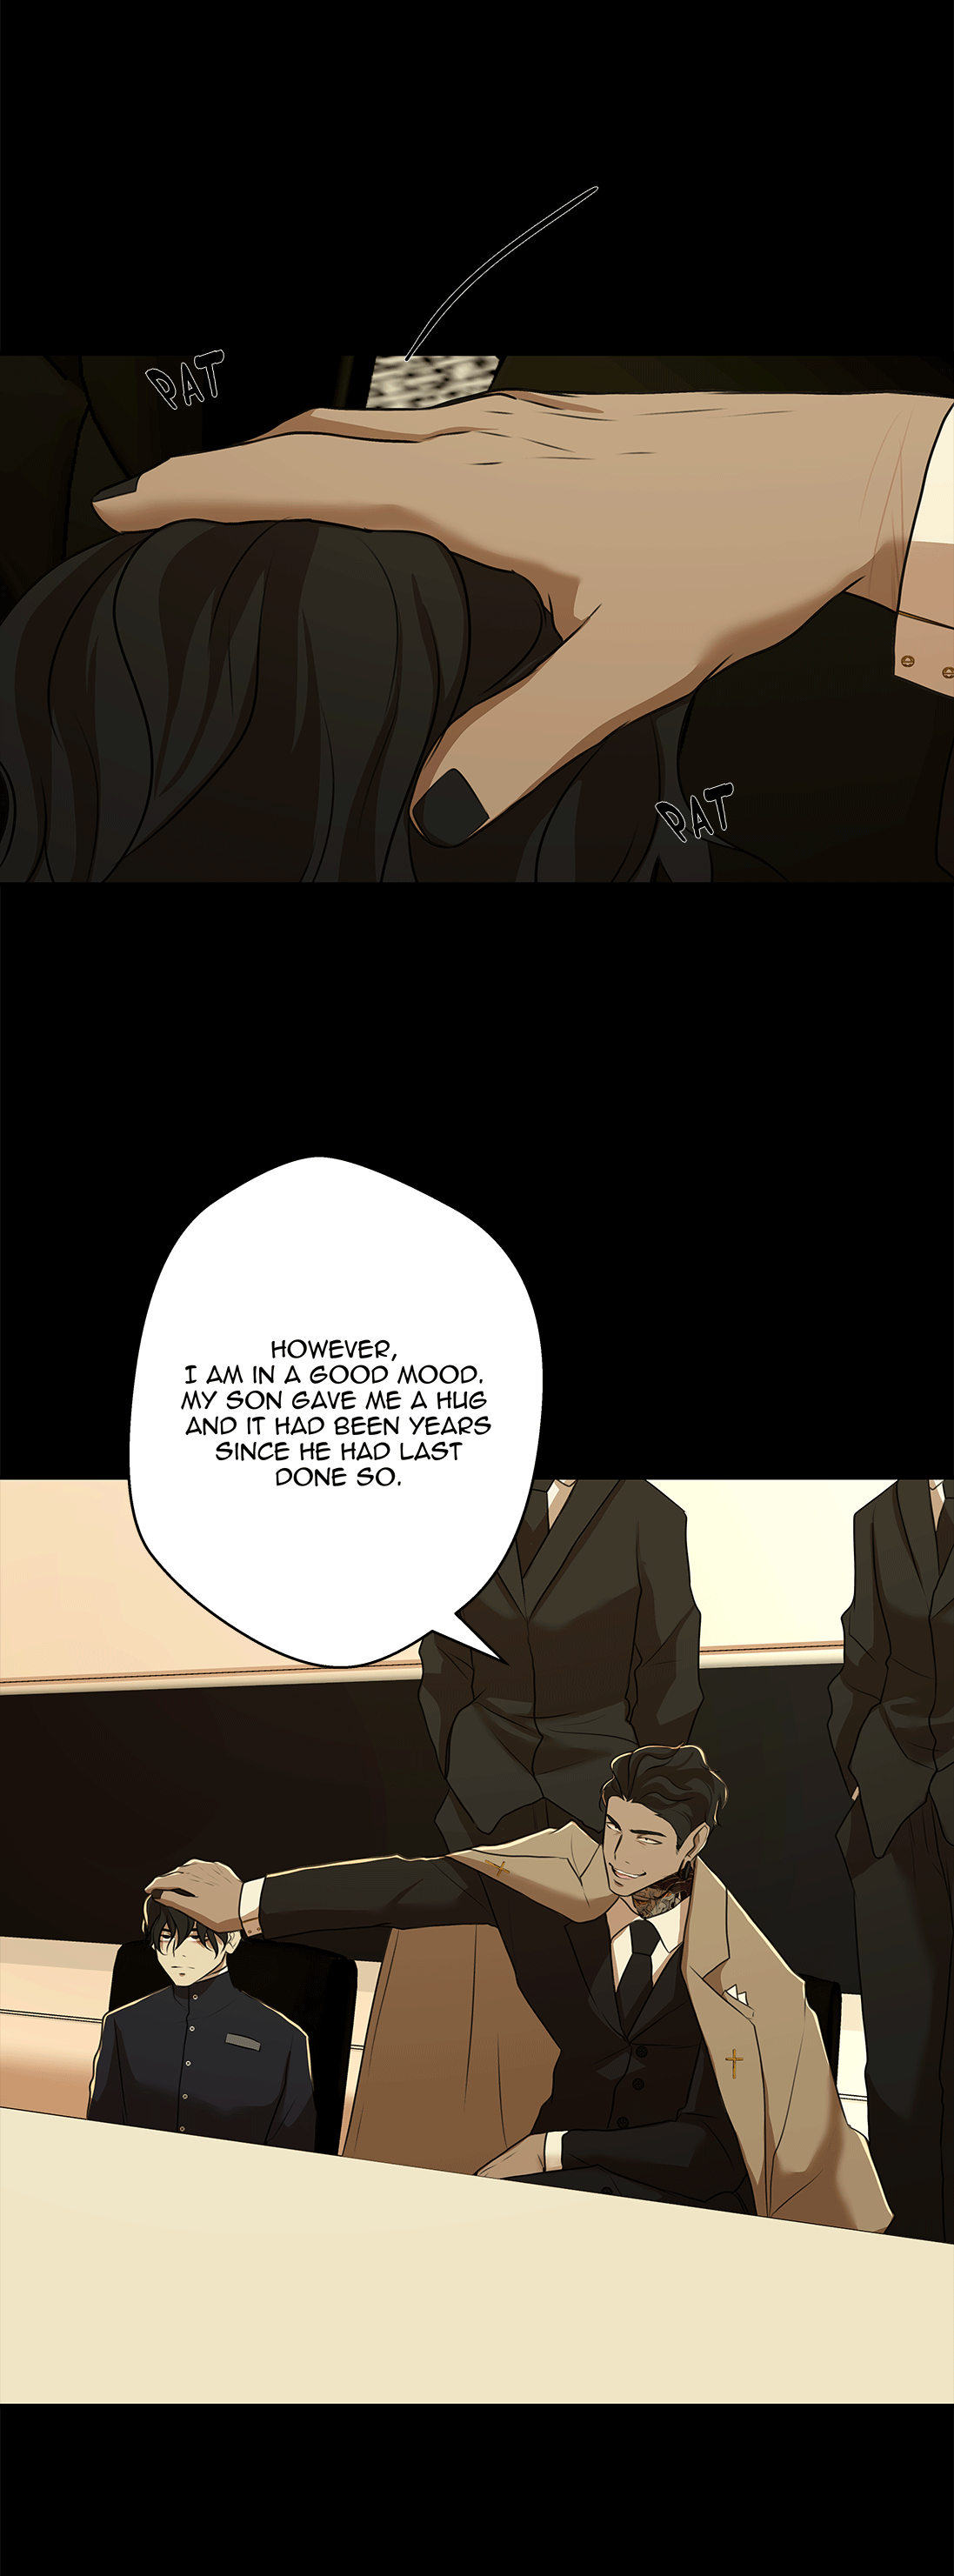 PAT
PAT
HOWEVER,
I AM IN A GOOD MOOD.
MY SON GAVE ME A HUG
AND IT HAD BEEN YEARS
SINCE HE HAD LAST
DONE SO.